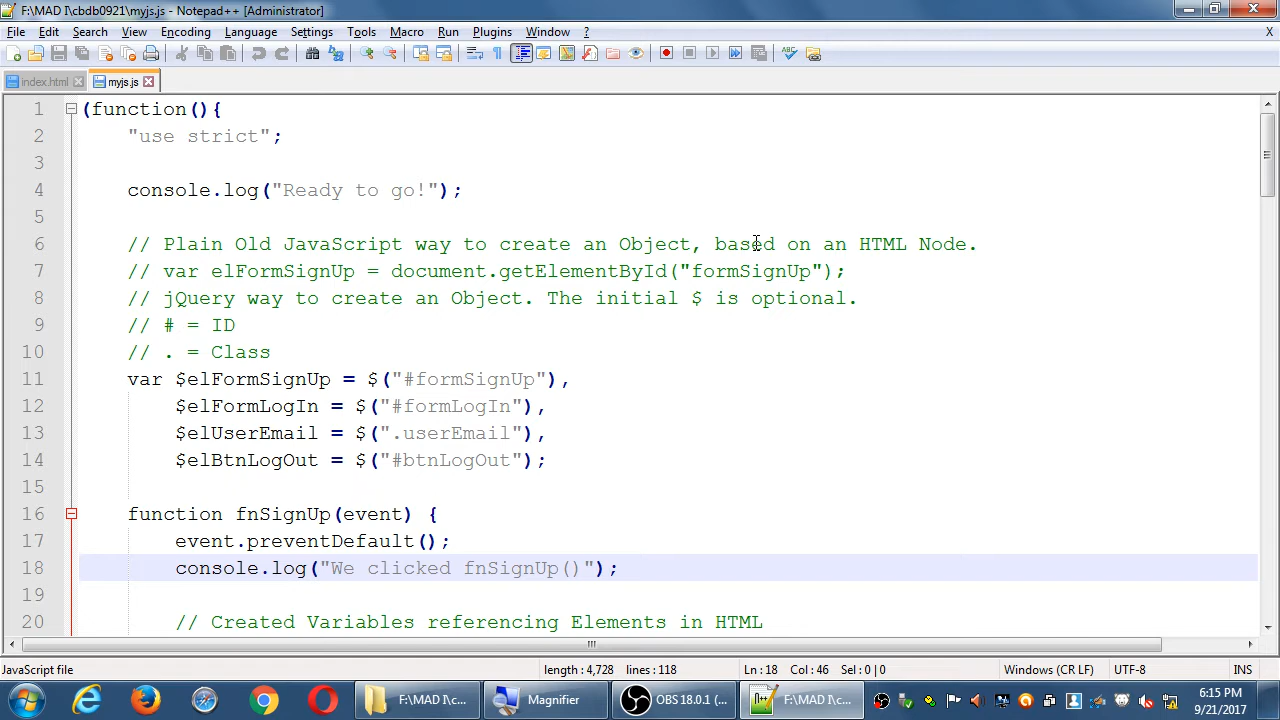 F:\MAD I\cbdb0921\myjs.js - Notepad++ [Administrator]
File Edit Search View Encoding Language Settings Tools Macro Run Plugins Window ? X
index.html myjs.js
1 (function(){
2 "use strict";
3
4 console.log("Ready to go!");
5
6 // Plain Old JavaScript way to create an Object, based on an HTML Node.
7 // var elFormSignUp = document.getElementById("formSignUp");
8 // jQuery way to create an Object. The initial $ is optional.
9 // # = ID
10 // . = Class
11 var $elFormSignUp = $("#formSignUp"),
12 $elFormLogIn = $("#formLogIn"),
13 $elUserEmail = $(".userEmail"),
14 $elBtnLogOut = $("#btnLogOut");
15
16 function fnSignUp(event) {
17 event.preventDefault();
18 console.log("We clicked fnSignUp()");
19
20 // Created Variables referencing Elements in HTML
JavaScript file length : 4,728 lines : 118 Ln : 18 Col : 46 Sel : 0 | 0 Windows (CR LF) UTF-8 INS
F:\MAD I\c... Magnifier OBS 18.0.1 (... F:\MAD I\c... 6:15 PM
9/21/2017